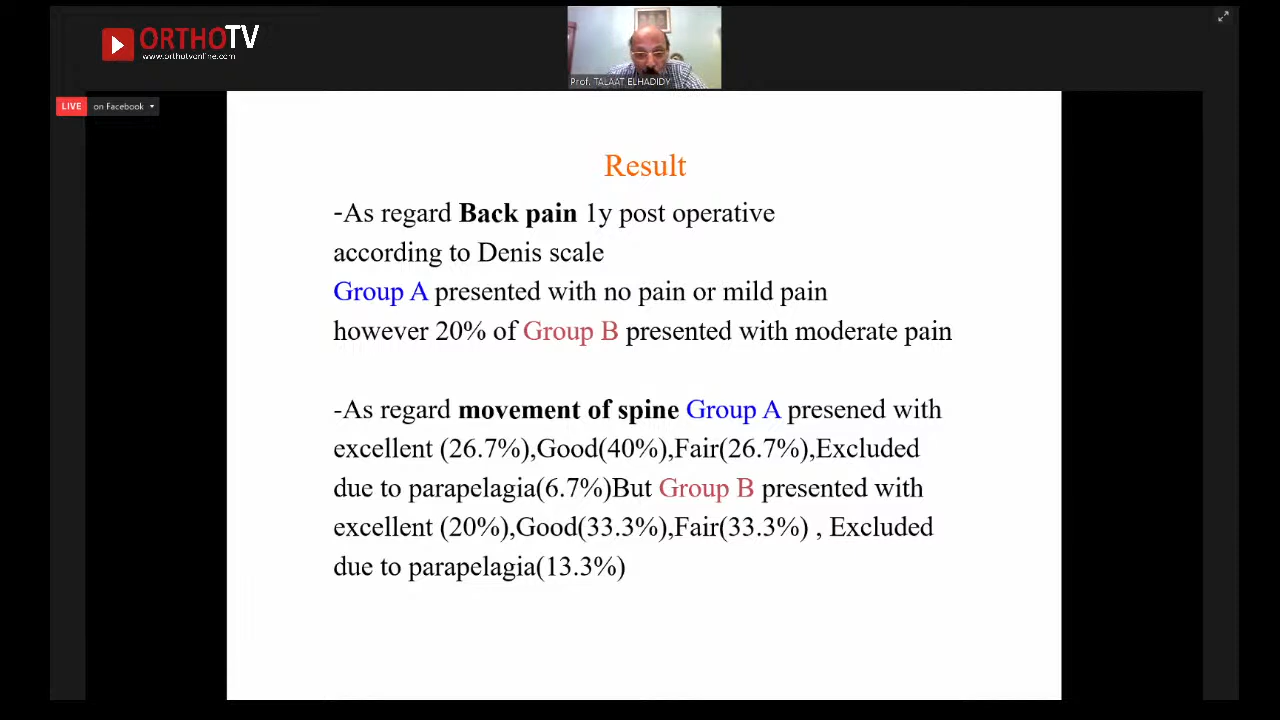 ORTHOTV
www.orthotvonline.com
Prof. TALAAT ELHADIDY
LIVE on Facebook
Result
-As regard Back pain 1y post operative
according to Denis scale
Group A presented with no pain or mild pain
however 20% of Group B presented with moderate pain
-As regard movement of spine Group A presened with
excellent (26.7%),Good(40%),Fair(26.7%),Excluded
due to parapelagia(6.7%)But Group B presented with
excellent (20%),Good(33.3%),Fair(33.3%) , Excluded
due to parapelagia(13.3%)